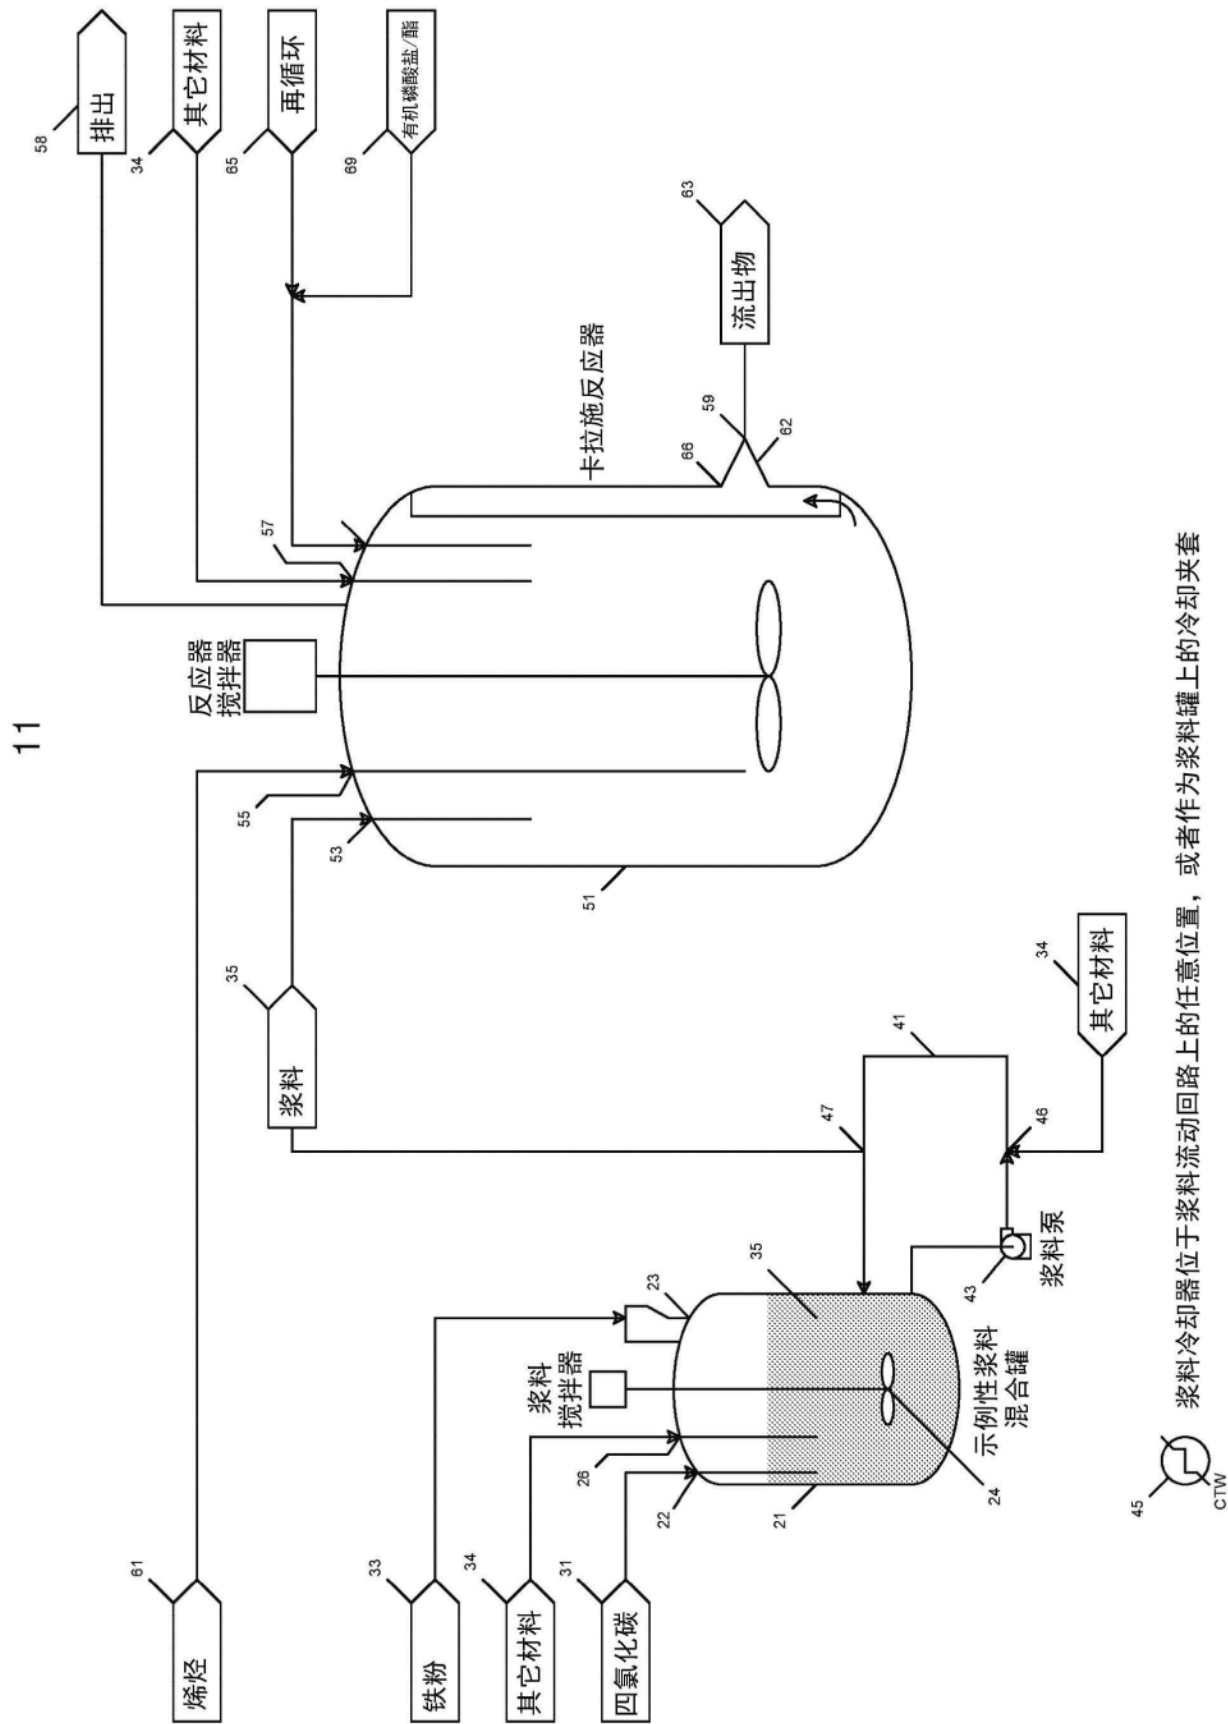 11
58
排出
34
其它材料
65
再循环
69
有机磷酸盐/酯
63
流出物
卡拉施反应器
57
66
59
62
反应器
搅拌器
55
53
51
35
浆料
61
烯烃
33
铁粉
34
其它材料
31
四氯化碳
浆料
搅拌器
23
26
22
21
24
35
示例性浆料
混合罐
47
41
46
43
浆料泵
34
其它材料
45
CTW
浆料冷却器位于浆料流动回路上的任意位置，或者作为浆料罐上的冷却夹套